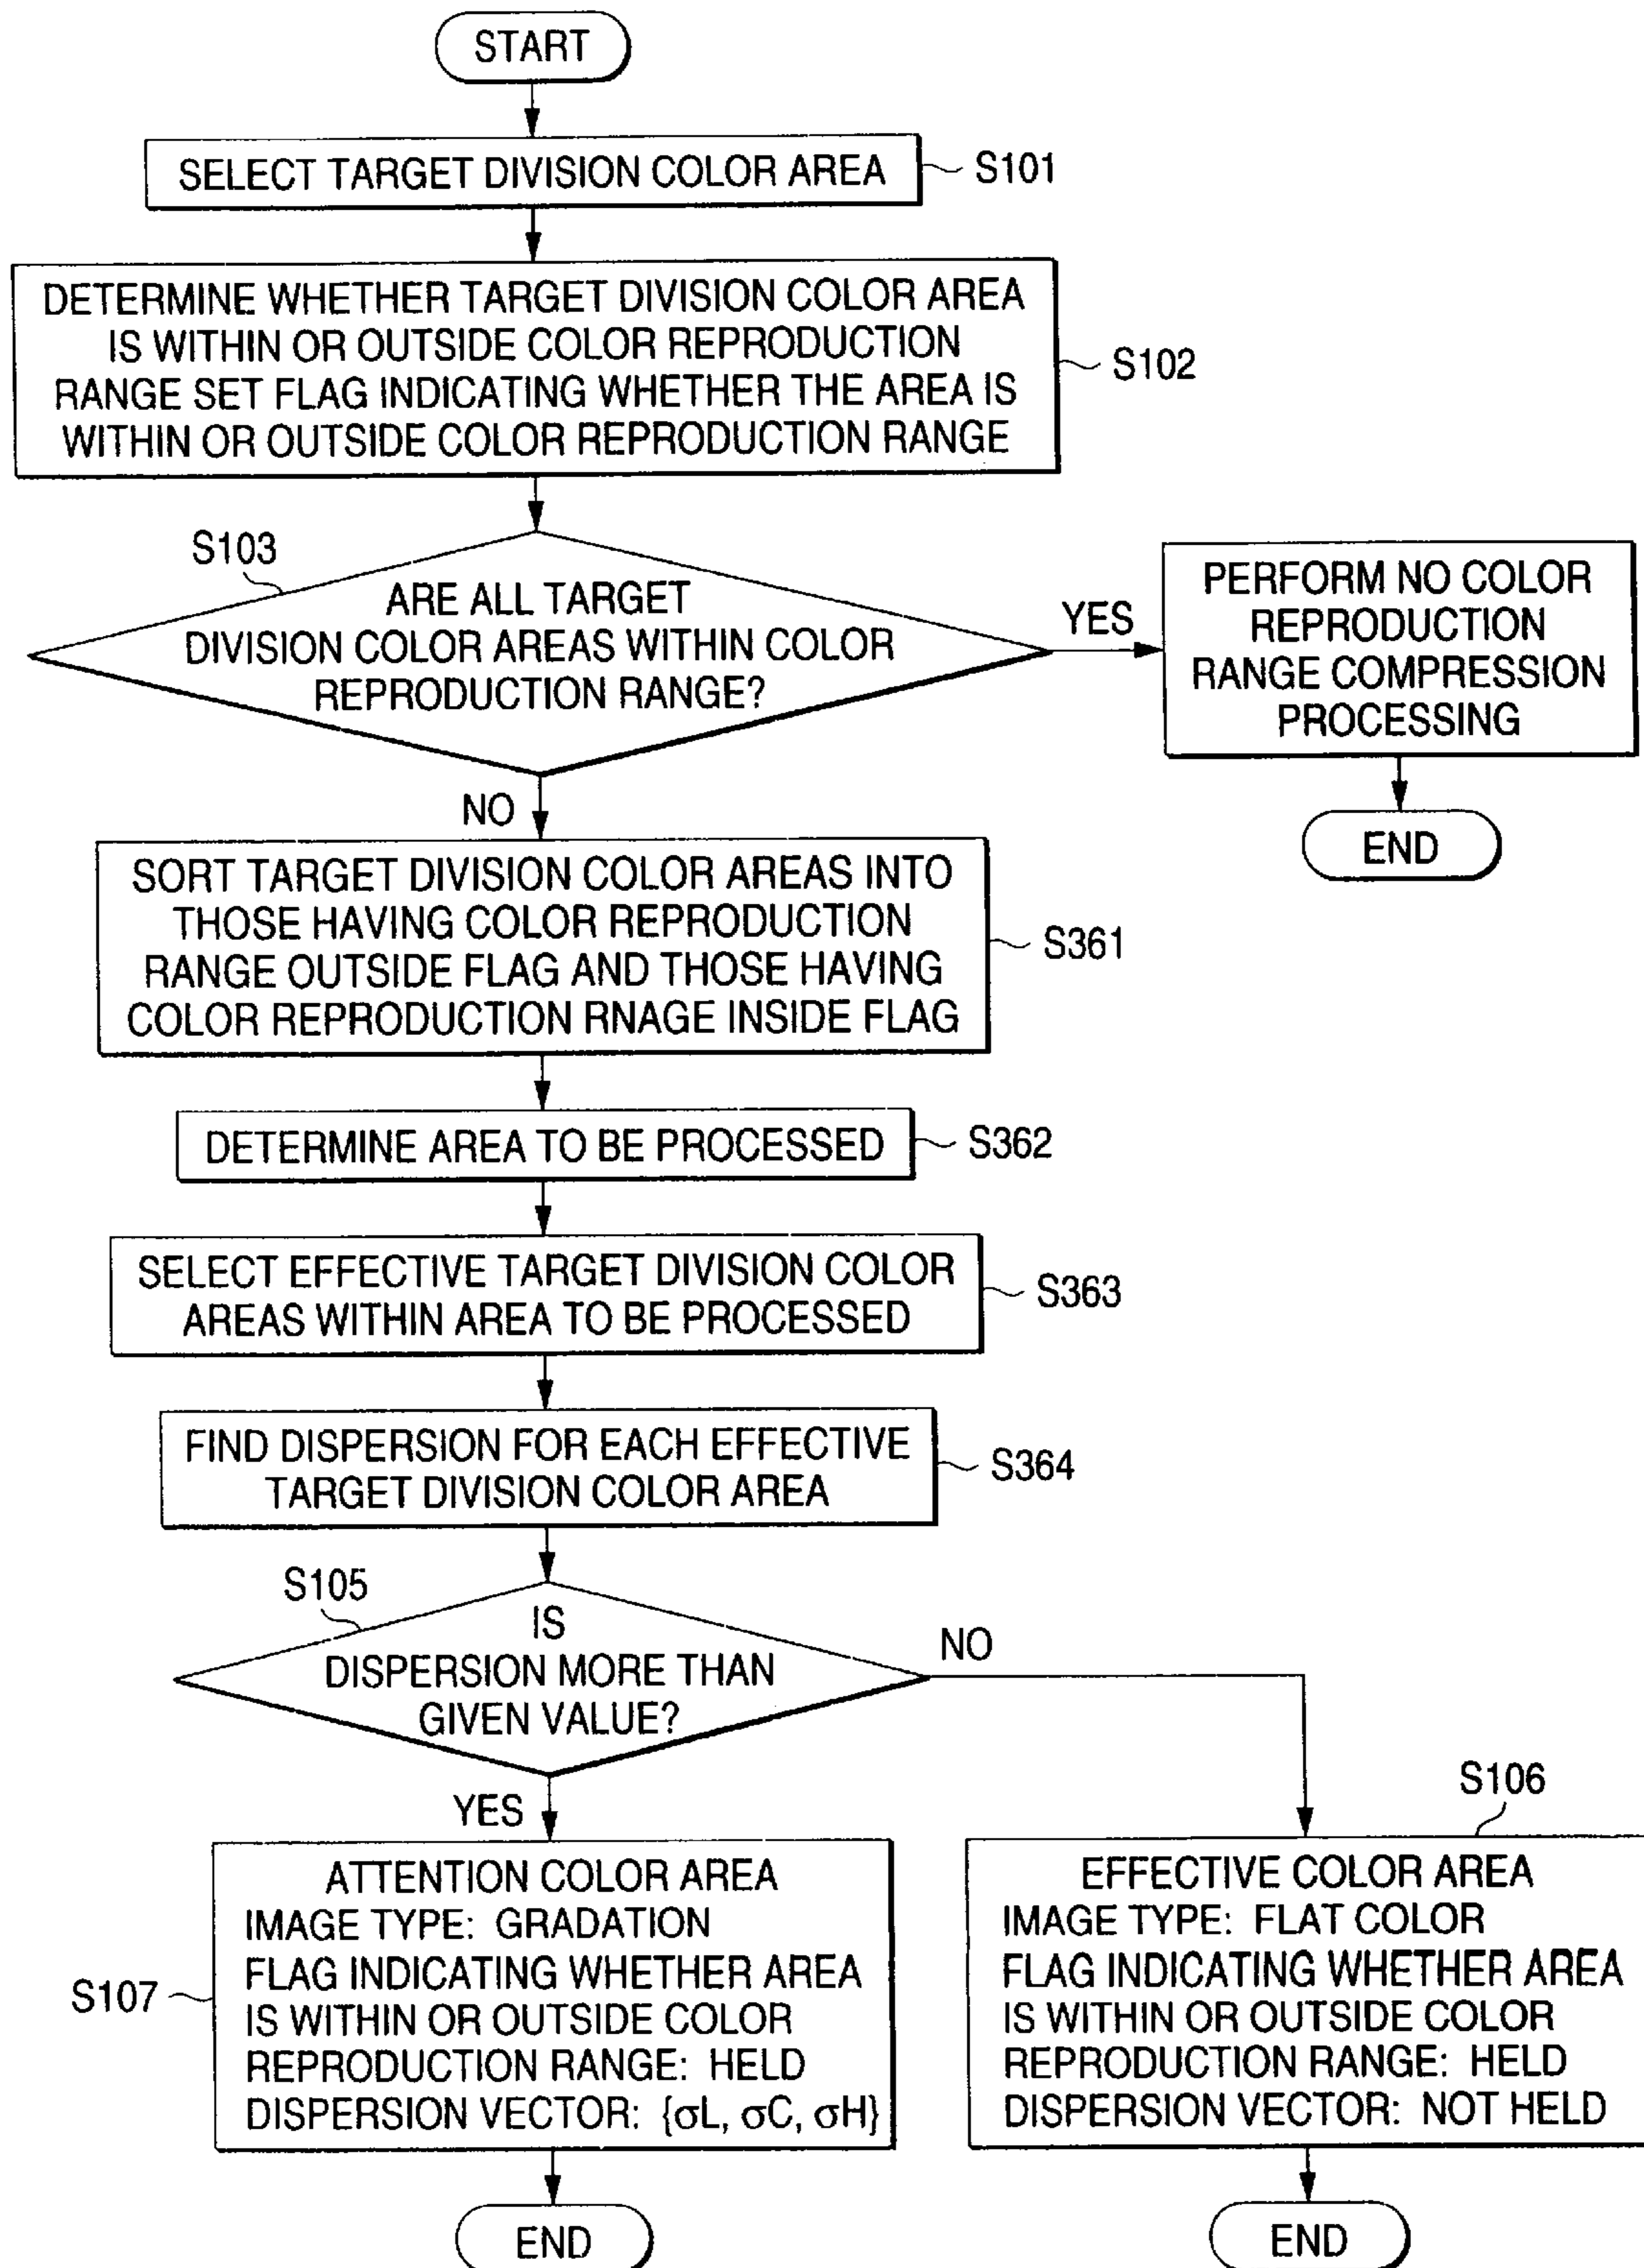 START
SELECT TARGET DIVISION COLOR AREA
S101
DETERMINE WHETHER TARGET DIVISION COLOR AREA
IS WITHIN OR OUTSIDE COLOR REPRODUCTION
RANGE SET FLAG INDICATING WHETHER THE AREA IS
WITHIN OR OUTSIDE COLOR REPRODUCTION RANGE
S102
S103
ARE ALL TARGET
DIVISION COLOR AREAS WITHIN COLOR
REPRODUCTION RANGE?
YES
PERFORM NO COLOR
REPRODUCTION
RANGE COMPRESSION
PROCESSING
END
NO
SORT TARGET DIVISION COLOR AREAS INTO
THOSE HAVING COLOR REPRODUCTION
RANGE OUTSIDE FLAG AND THOSE HAVING
COLOR REPRODUCTION RNAGE INSIDE FLAG
S361
DETERMINE AREA TO BE PROCESSED
S362
SELECT EFFECTIVE TARGET DIVISION COLOR
AREAS WITHIN AREA TO BE PROCESSED
S363
FIND DISPERSION FOR EACH EFFECTIVE
TARGET DIVISION COLOR AREA
S364
S105
IS
DISPERSION MORE THAN
GIVEN VALUE?
NO
YES
S107
ATTENTION COLOR AREA
IMAGE TYPE: GRADATION
FLAG INDICATING WHETHER AREA
IS WITHIN OR OUTSIDE COLOR
REPRODUCTION RANGE: HELD
DISPERSION VECTOR: {σL, σC, σH}
END
S106
EFFECTIVE COLOR AREA
IMAGE TYPE: FLAT COLOR
FLAG INDICATING WHETHER AREA
IS WITHIN OR OUTSIDE COLOR
REPRODUCTION RANGE: HELD
DISPERSION VECTOR: NOT HELD
END